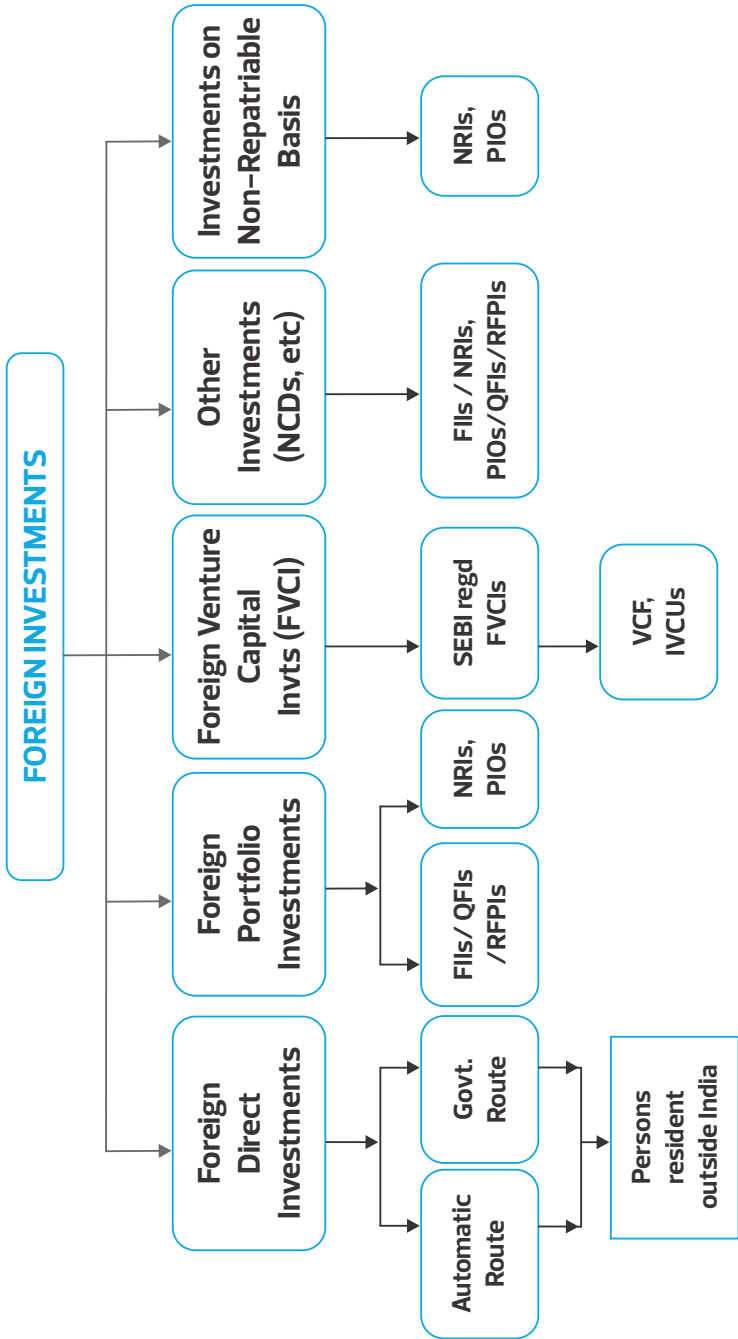 FOREIGN INVESTMENTS
Foreign
Direct
Investments
Foreign
Portfolio
Investments
Foreign Venture
Capital
Invts (FVCI)
Other
Investments
(NCDs, etc)
Investments on
Non-Repatriable
Basis
Automatic
Route
Govt.
Route
FIIs/ QFIs
/RFPIs
NRIs,
PIOs
SEBI regd
FVCIs
FIIs / NRIs,
PIOs/QFIs/RFPIs
NRIs,
PIOs
Persons
resident
outside India
VCF,
IVCUs